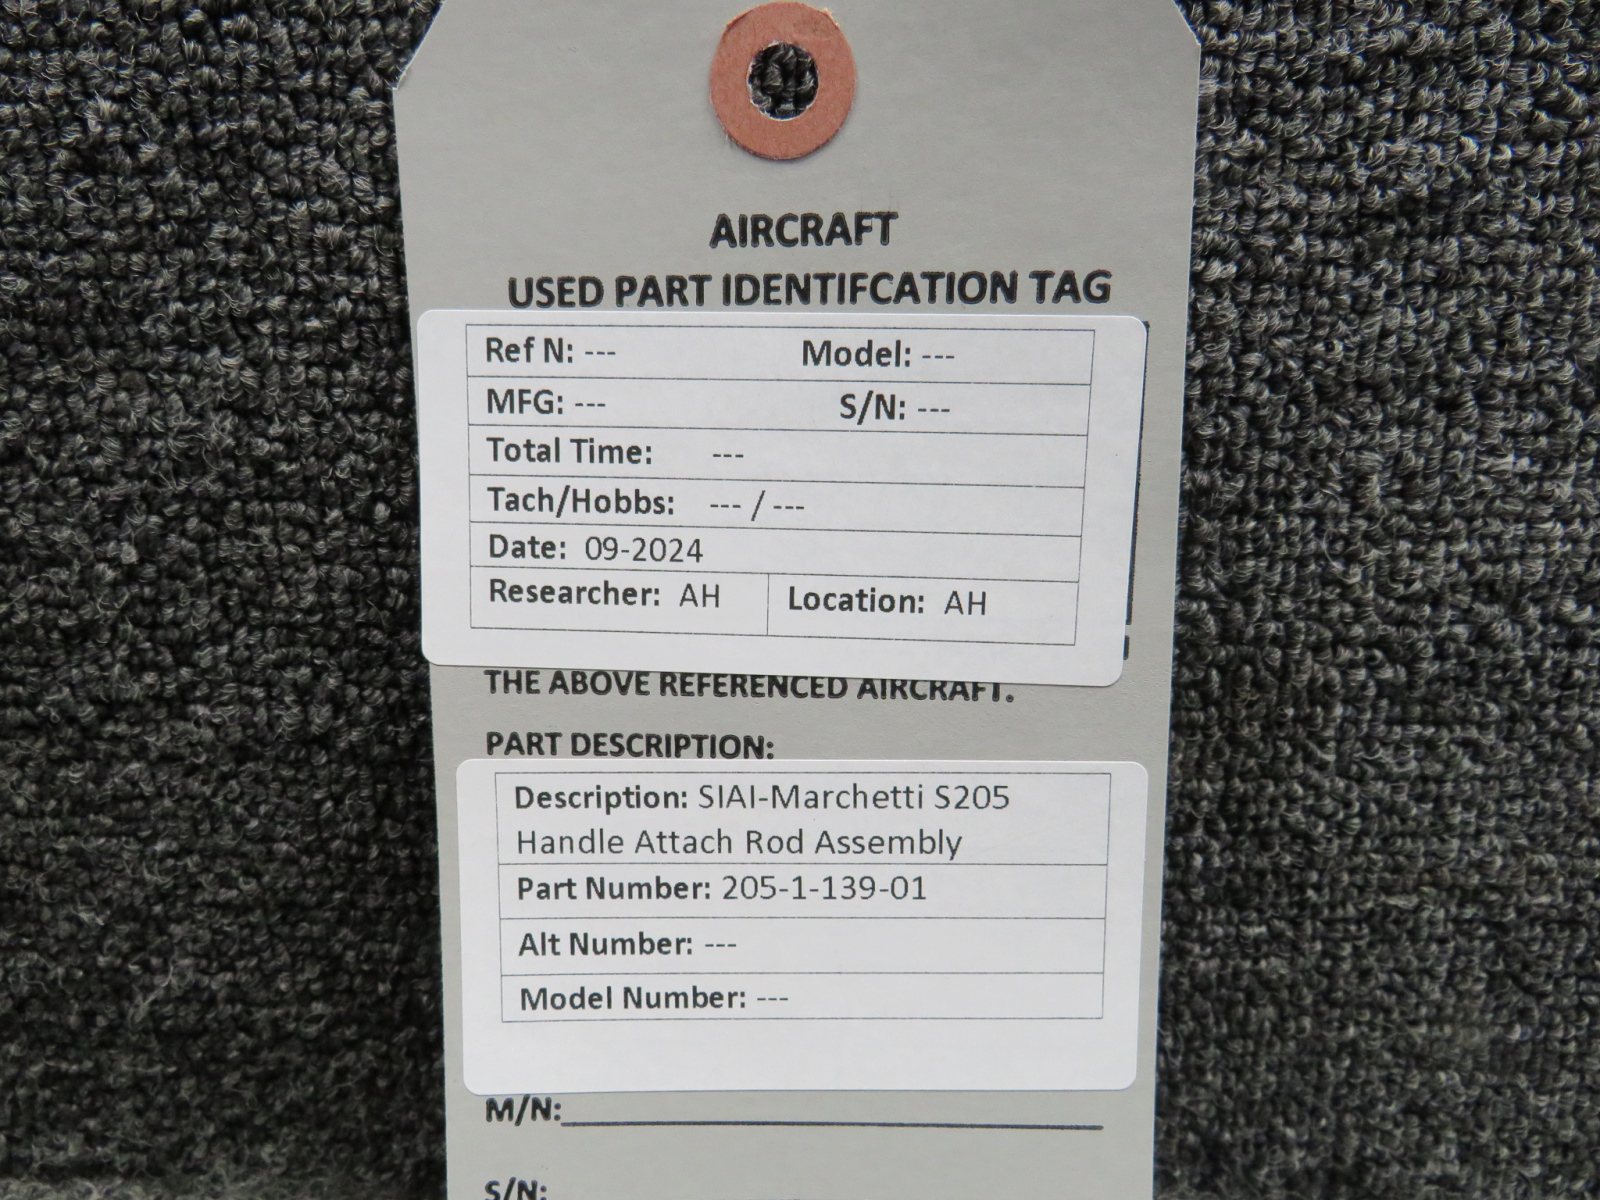 AIRCRAFT
USED PART IDENTIFCATION TAG
Ref N: --- Model: ---
MFG: --- S/N: ---
Total Time: ---
Tach/Hobbs: --- / ---
Date: 09-2024
Researcher: AH Location: AH
THE ABOVE REFERENCED AIRCRAFT.
PART DESCRIPTION:
Description: SIAI-Marchetti S205
Handle Attach Rod Assembly
Part Number: 205-1-139-01
Alt Number: ---
Model Number: ---
M/N:
S/N: